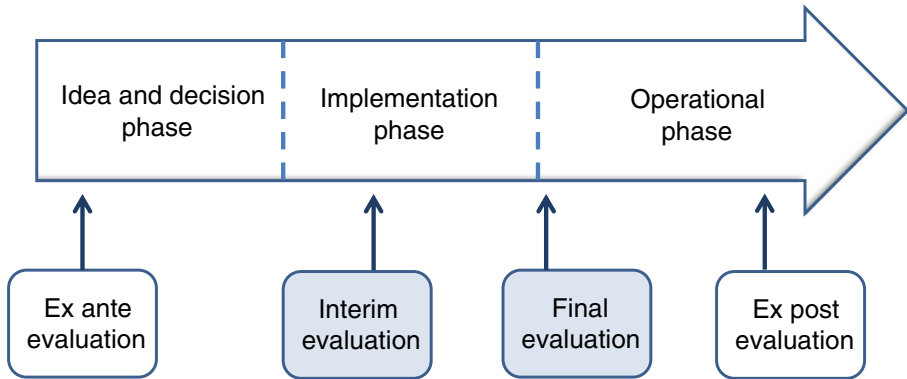 Idea and decision
phase
Implementation
phase
Operational
phase
Ex ante
evaluation
Interim
evaluation
Final
evaluation
Ex post
evaluation